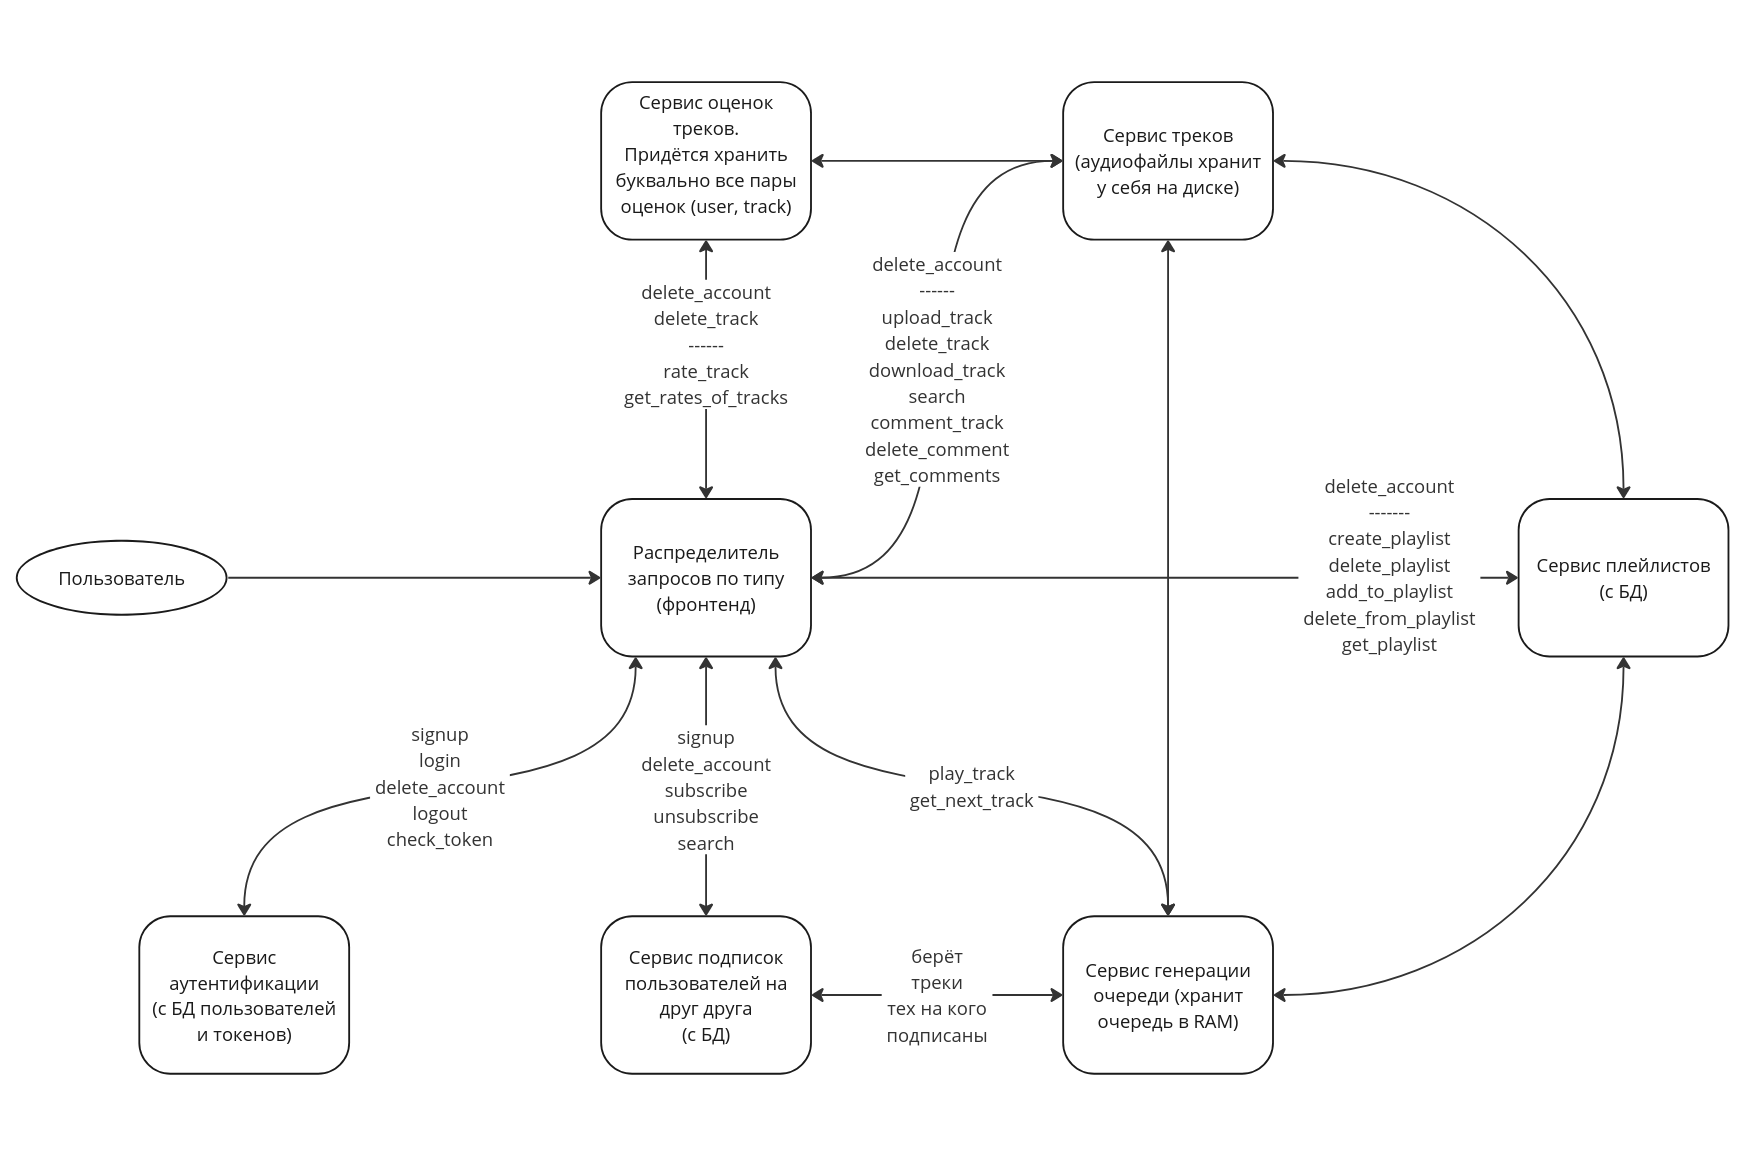 Сервис оценок
треков.
Придётся хранить
буквально все пары
оценок (user, track)
Сервис треков
(аудиофайлы хранит
у себя на диске)
delete_account
delete_track
------
rate_track
get_rates_of_tracks
delete_account
------
upload_track
delete_track
download_track
search
comment_track
delete_comment
get_comments
Пользователь
Распределитель
запросов по типу
(фронтенд)
delete_account
-------
create_playlist
delete_playlist
add_to_playlist
delete_from_playlist
get_playlist
Сервис плейлистов
(с БД)
signup
login
delete_account
logout
check_token
signup
delete_account
subscribe
unsubscribe
search
play_track
get_next_track
Сервис
аутентификации
(с БД пользователей
и токенов)
Сервис подписок
пользователей на
друг друга
(с БД)
берёт
треки
тех на кого
подписаны
Сервис генерации
очереди (хранит
очередь в RAM)